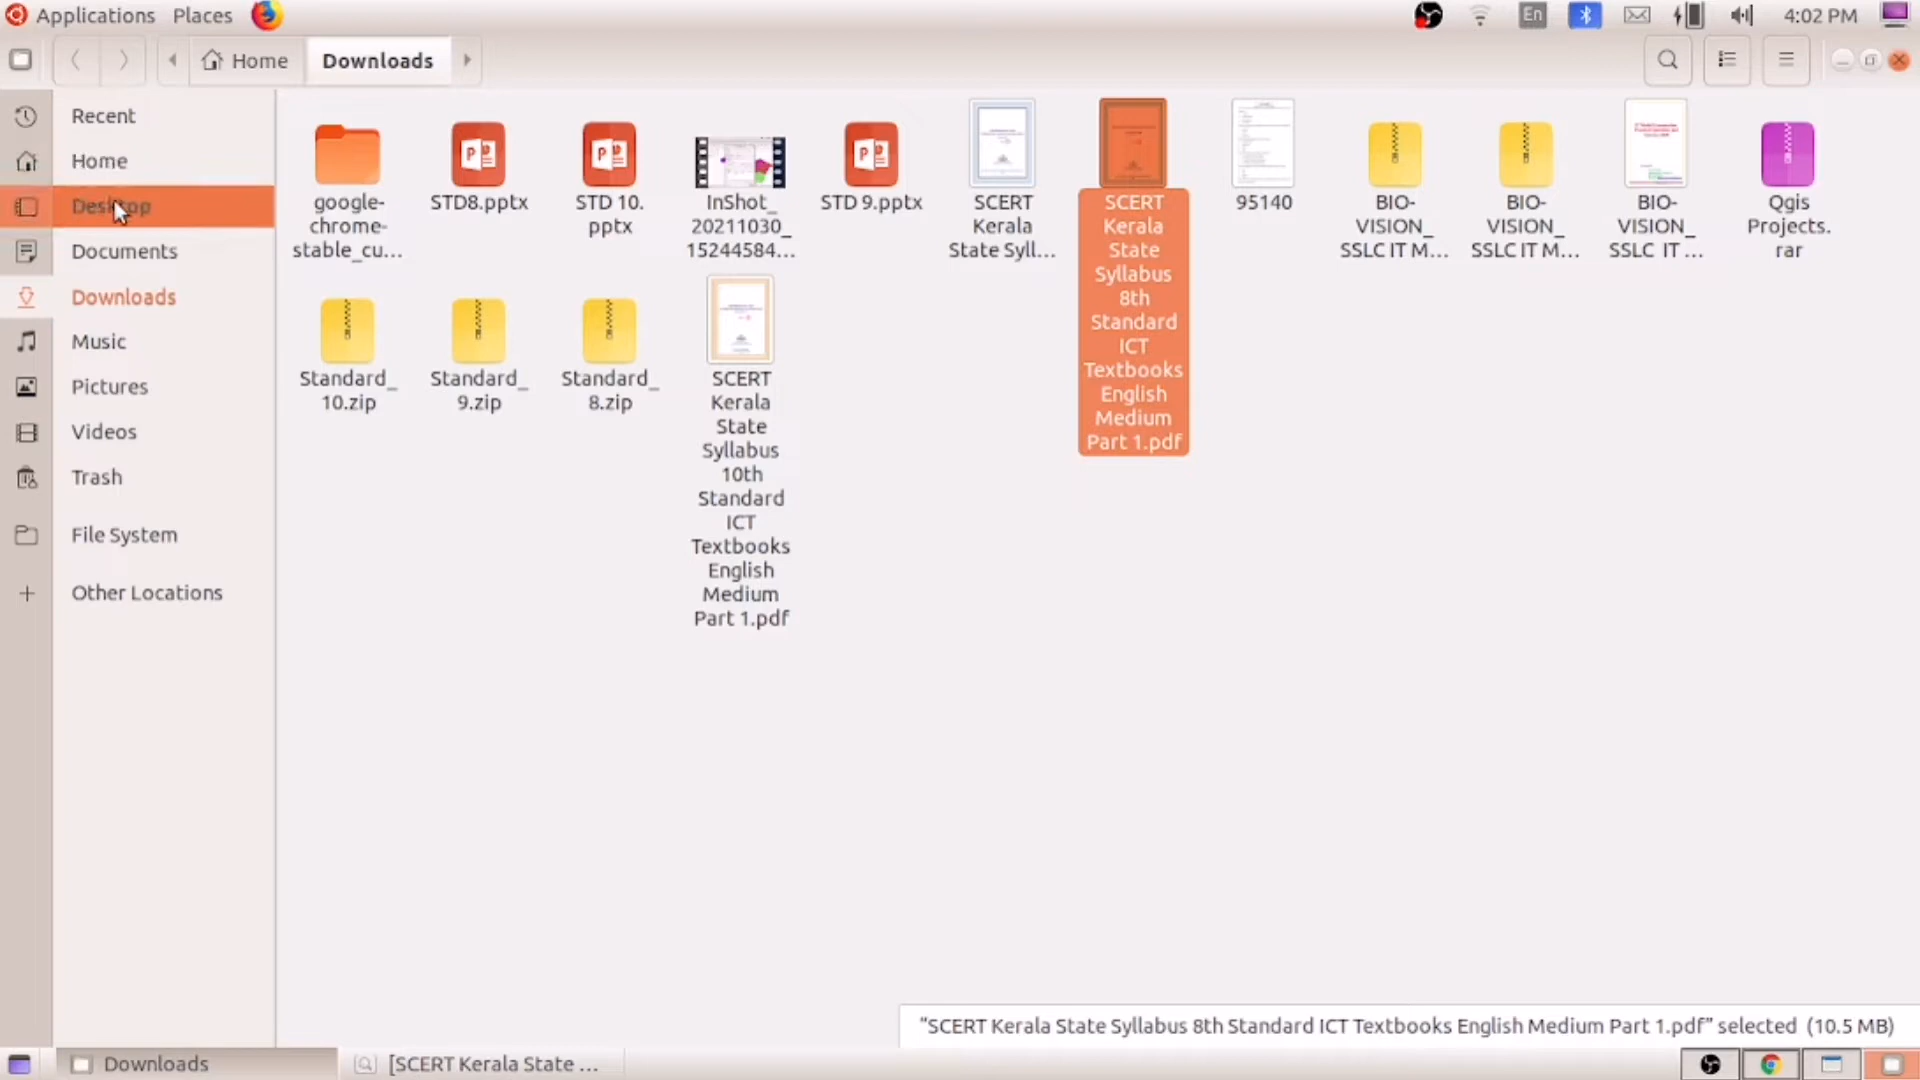 Applications Places En 4:02 PM
Home Downloads
Recent
Home
Desktop
Documents
Downloads
Music
Pictures
Videos
Trash
File System
Other Locations
google-
chrome-
stable_cu...
STD8.pptx
STD 10.
pptx
InShot_
20211030_
15244584...
STD 9.pptx
SCERT
Kerala
State Syll...
SCERT
Kerala
State
Syllabus
8th
Standard
ICT
Textbooks
English
Medium
Part 1.pdf
95140
BIO-
VISION_
SSLC IT M...
BIO-
VISION_
SSLC IT M...
BIO-
VISION_
SSLC IT ...
Qgis
Projects.
rar
Standard_
10.zip
Standard_
9.zip
Standard_
8.zip
SCERT
Kerala
State
Syllabus
10th
Standard
ICT
Textbooks
English
Medium
Part 1.pdf
“SCERT Kerala State Syllabus 8th Standard ICT Textbooks English Medium Part 1.pdf” selected (10.5 MB)
Downloads [SCERT Kerala State ...